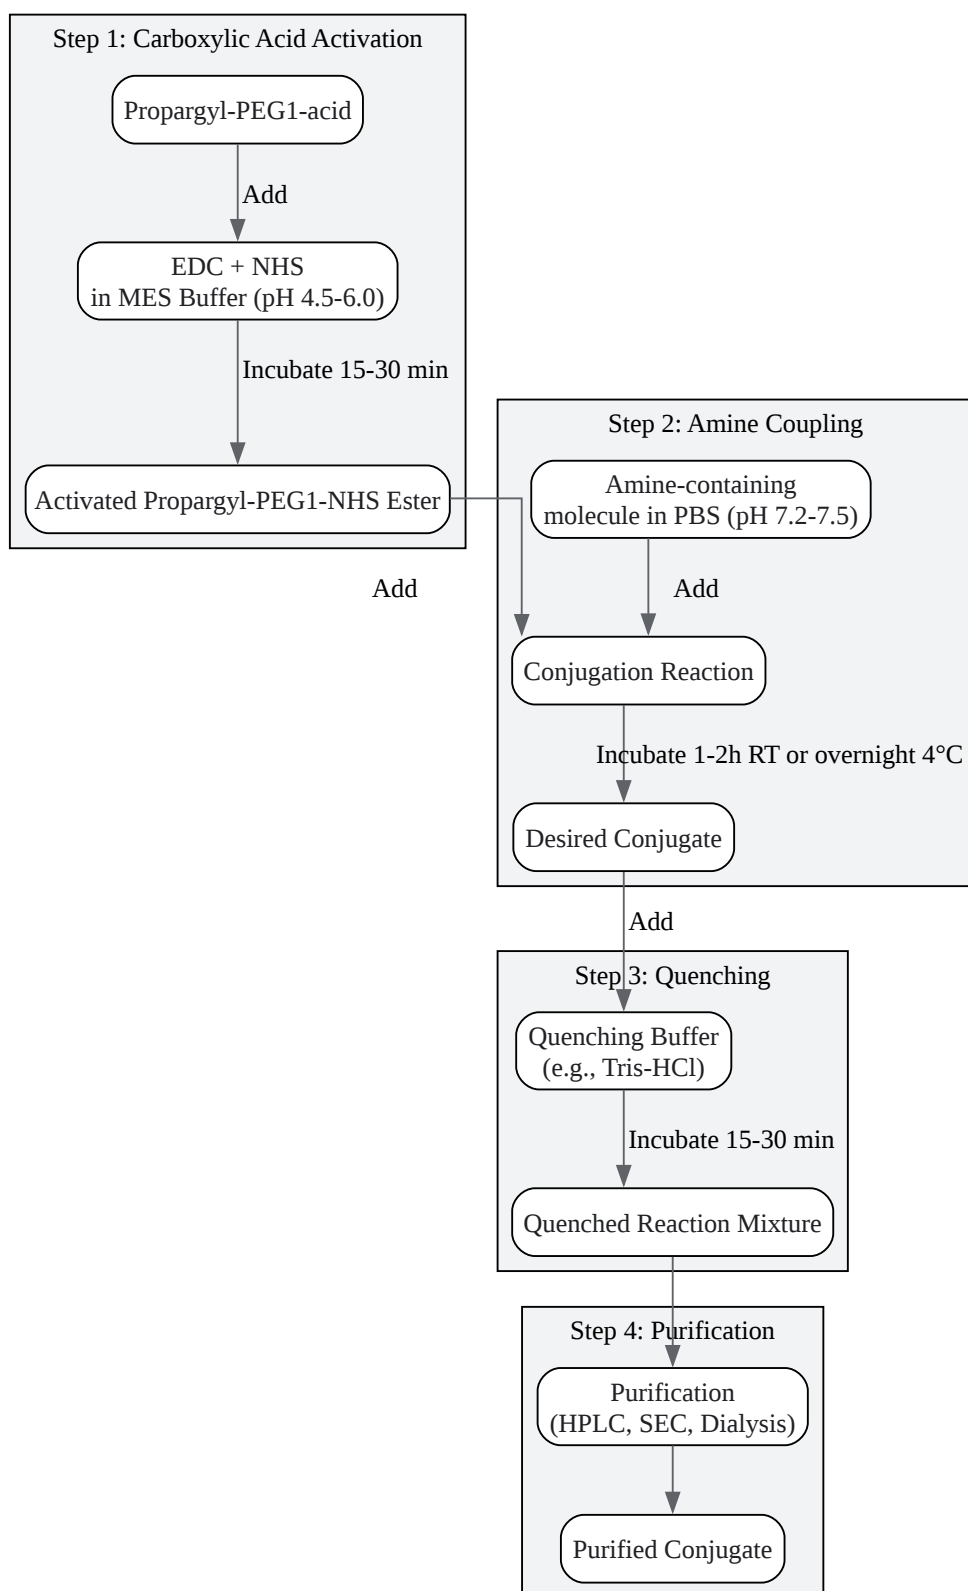 Step 1: Carboxylic Acid Activation
Propargyl-PEG1-acid
Add
EDC + NHS
in MES Buffer (pH 4.5-6.0)
Incubate 15-30 min
Activated Propargyl-PEG1-NHS Ester
Add
Step 2: Amine Coupling
Amine-containing
molecule in PBS (pH 7.2-7.5)
Add
Conjugation Reaction
Incubate 1-2h RT or overnight 4°C
Desired Conjugate
Add
Step 3: Quenching
Quenching Buffer
(e.g., Tris-HCl)
Incubate 15-30 min
Quenched Reaction Mixture
Step 4: Purification
Purification
(HPLC, SEC, Dialysis)
Purified Conjugate